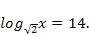 log_{√2} x = 14.